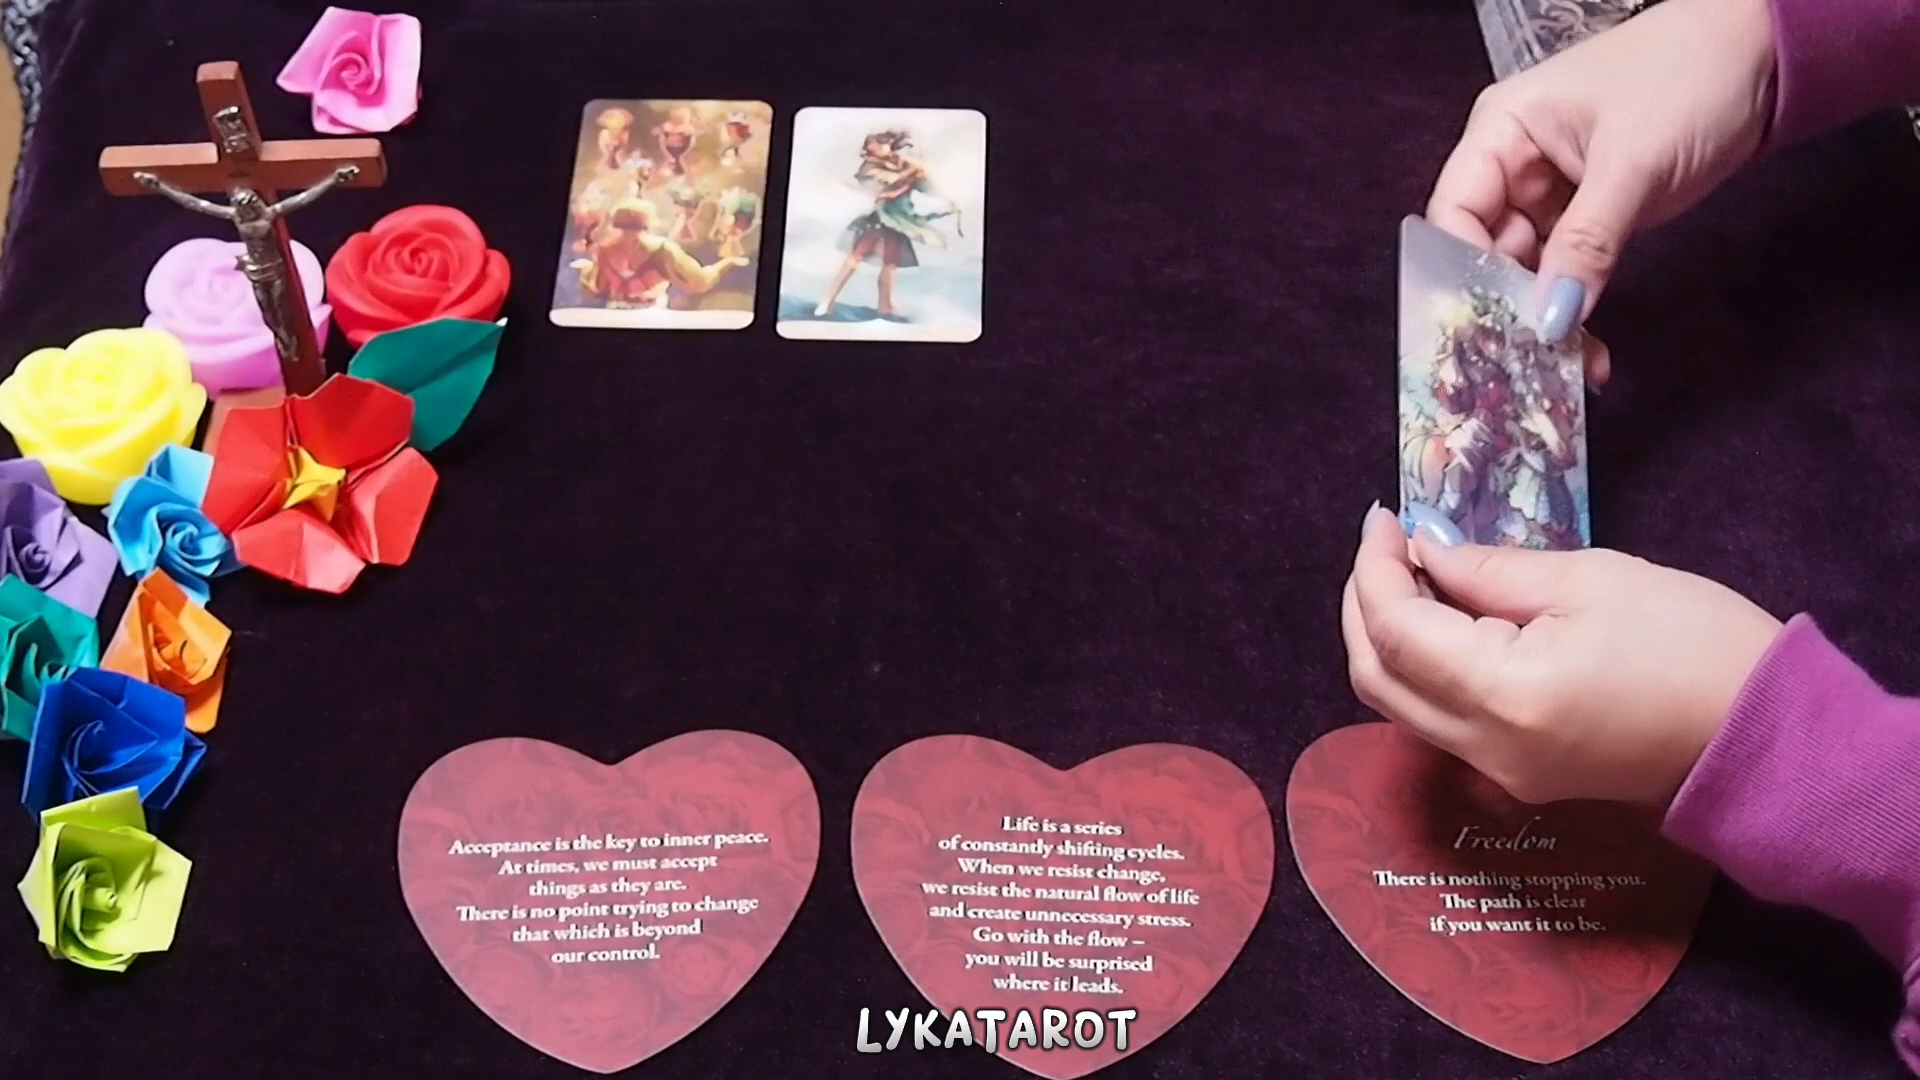 Acceptance is the key to inner peace.
At times, we must accept
things as they are.
There is no point trying to change
that which is beyond
our control.
Life is a series
of constantly shifting cycles.
When we resist change,
we resist the natural flow of life
and create unnecessary stress.
Go with the flow –
you will be surprised
where it leads.
Freedom
There is nothing stopping you.
The path is clear
if you want it to be.
LYKATAROT